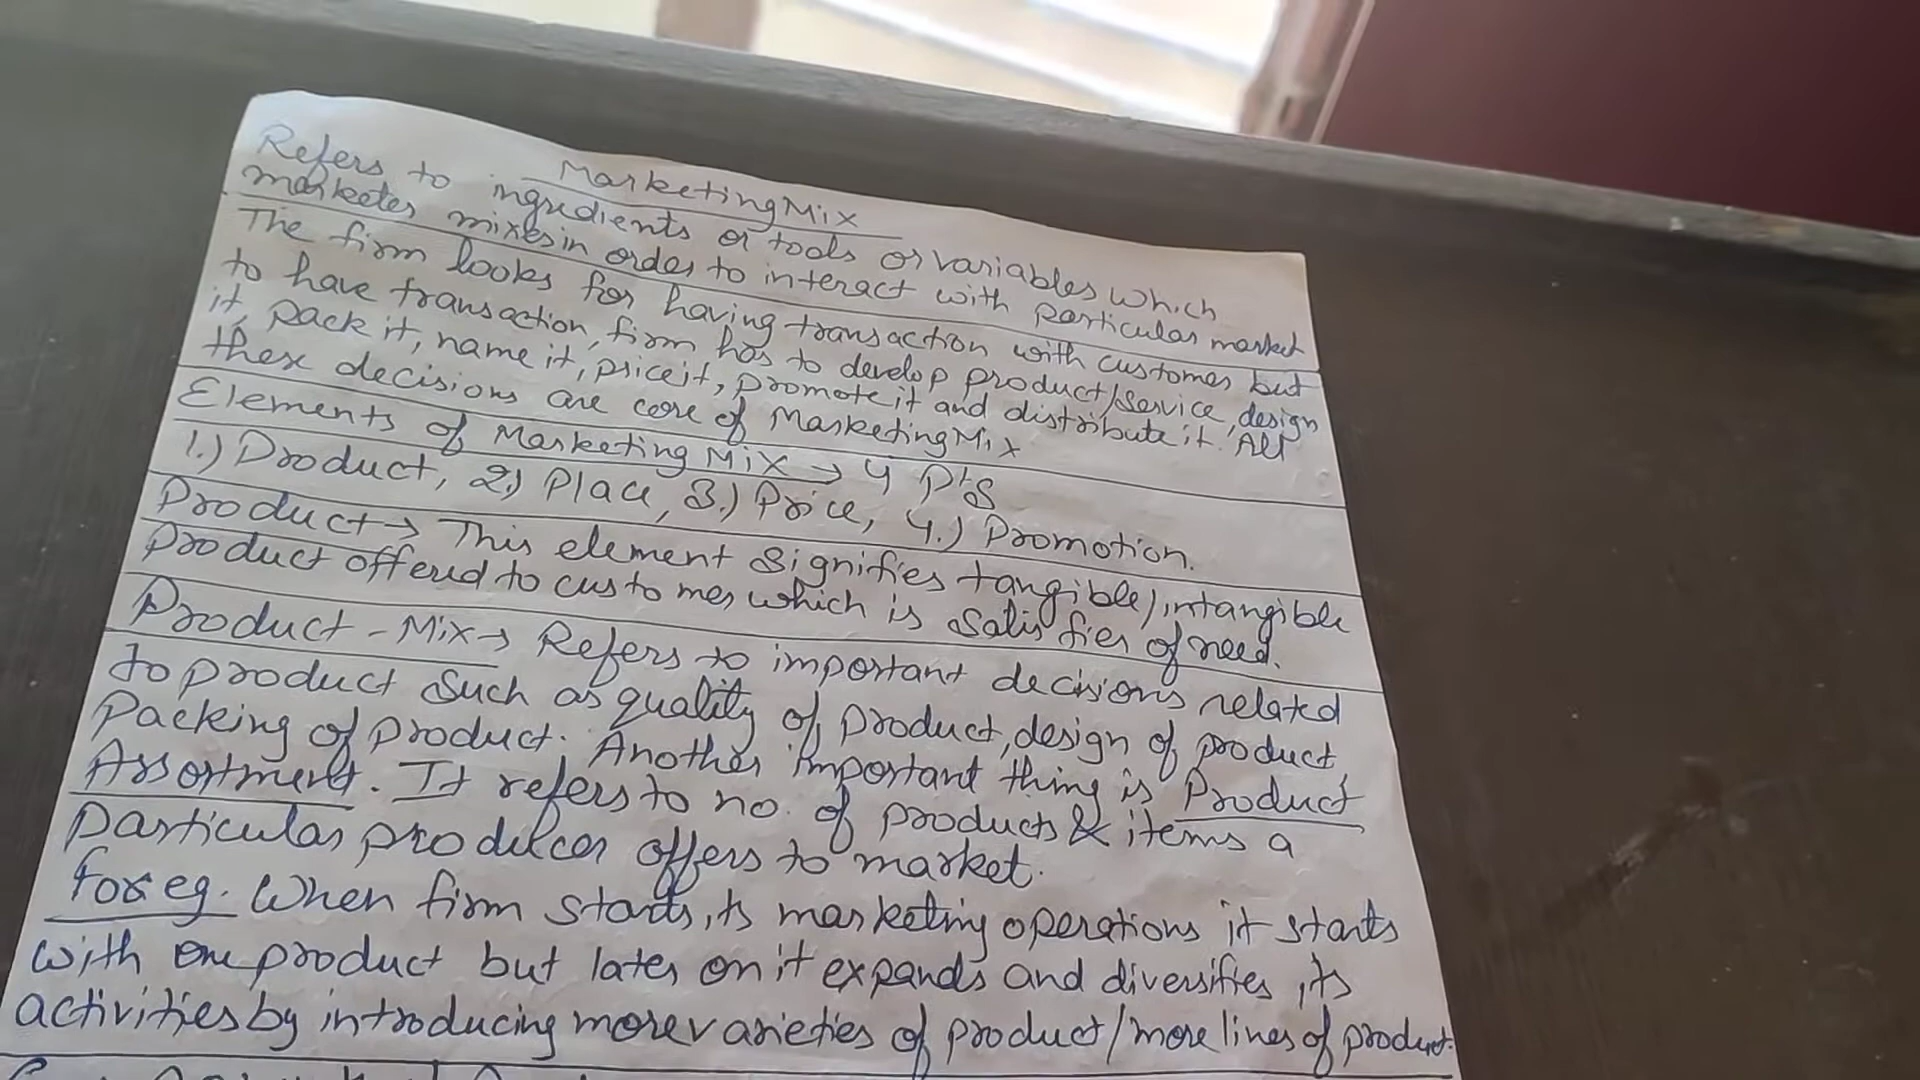 Marketing Mix
Refers to ingredients or tools or variables which
marketer mixes in order to interact with particular market
The firm looks for having transaction with customer but
to have transaction, firm has to develop product/service, design
it, pack it, name it, price it, promote it and distribute it. All
these decisions are core of Marketing Mix
Elements of Marketing Mix → 4 P's
1.) Product, 2.) Place, 3.) Price, 4.) Promotion.
Product → This element signifies tangible/intangible
product offered to customer which is satisfier of need.
Product - Mix → Refers to important decisions related
to product such as quality of product, design of product,
Packing of product. Another important thing is Product
Assortment. It refers to no. of products & items a
particular producer offers to market.
For eg. When firm starts its marketing operations it starts
with one product but later on it expands and diversifies its
activities by introducing more varieties of product/more lines of product.